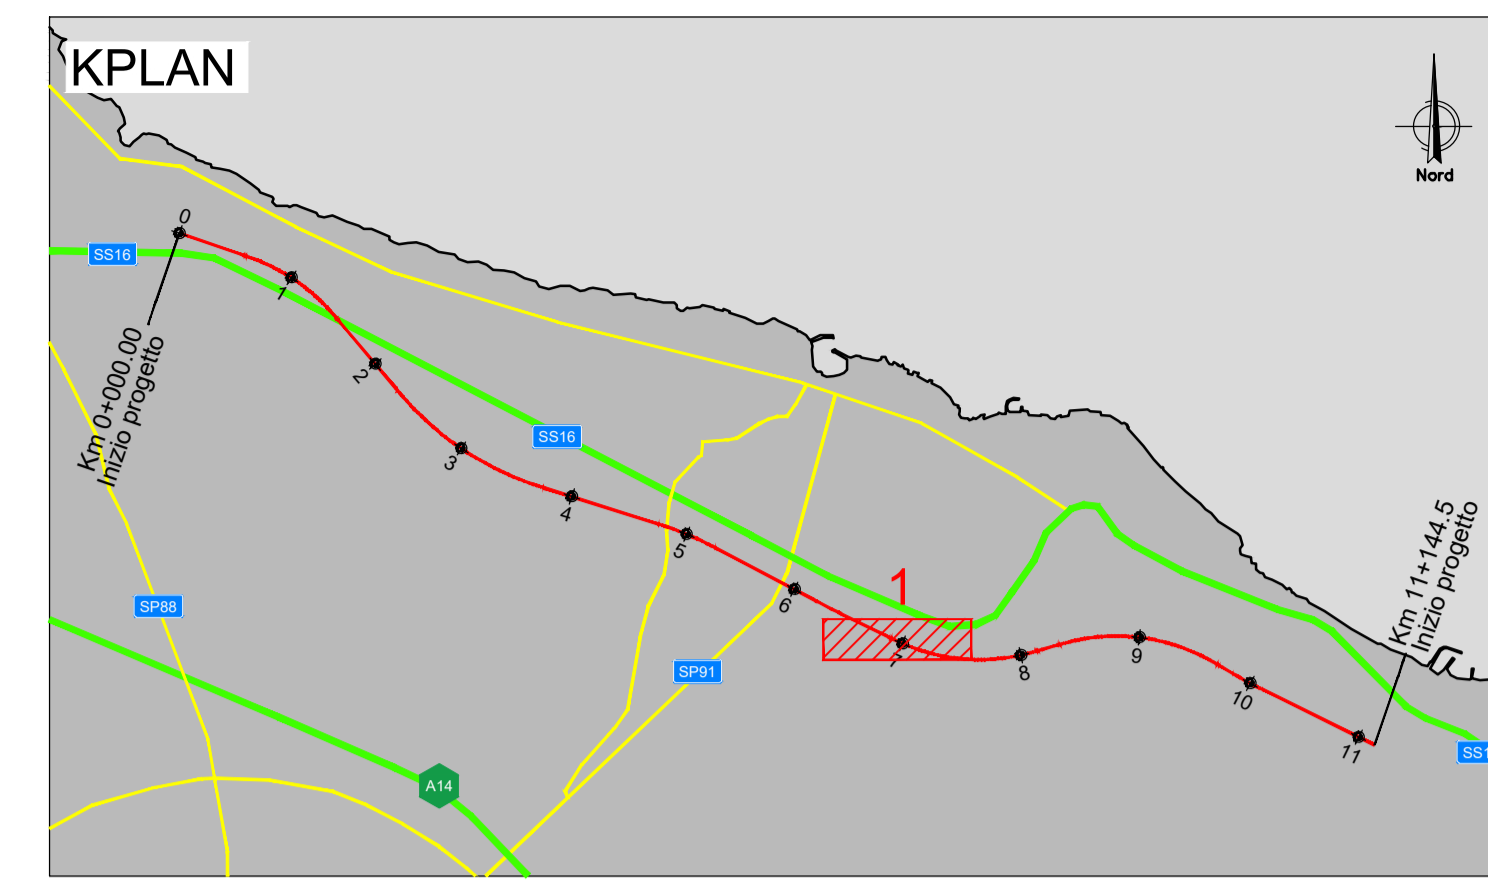 KPLAN
Nord
0
SS16
1
Km 0+000.00
Inizio progetto
2
SS16
3
4
5
Km 11+144.5
Inizio progetto
1
6
SP88
7
8
9
SP91
10
11
SS1
A14